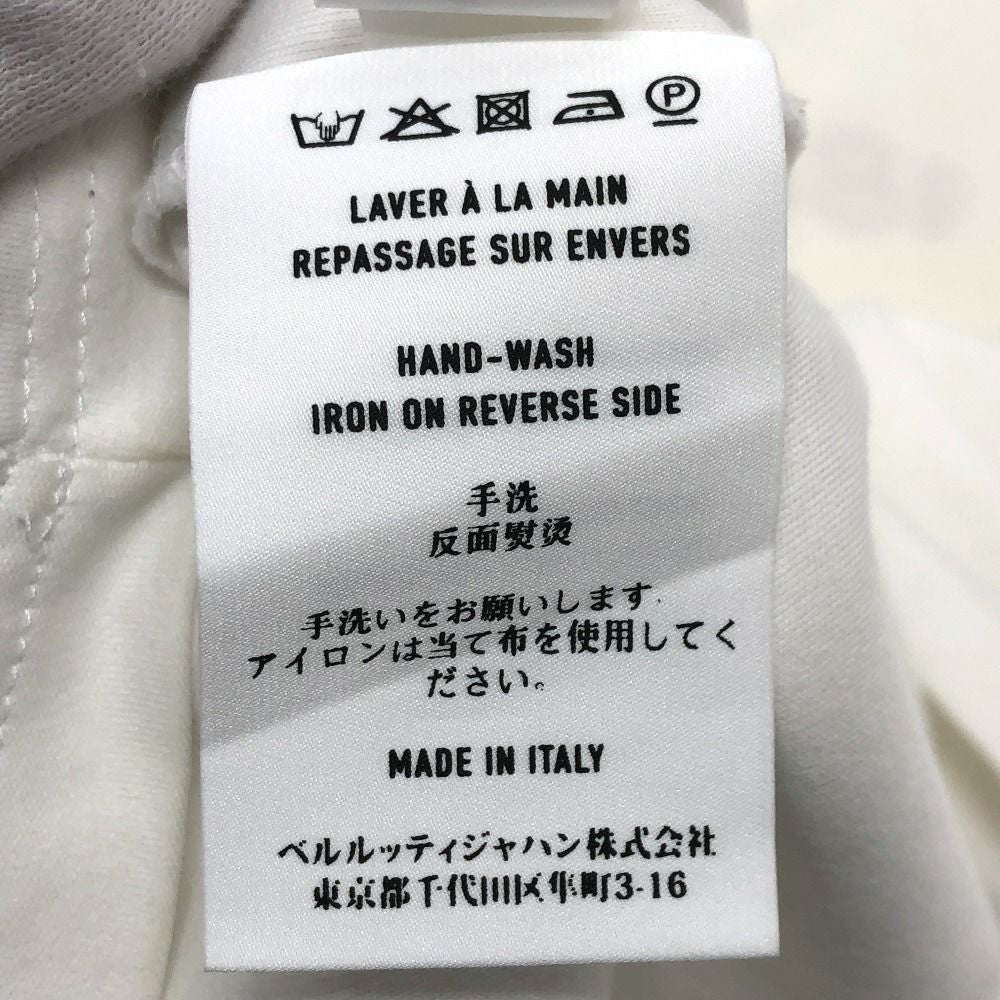 P
LAVER À LA MAIN
REPASSAGE SUR ENVERS
HAND-WASH
IRON ON REVERSE SIDE
手洗
反面熨烫
手洗いをお願いします.
アイロンは当て布を使用してく
ださい。
MADE IN ITALY
ベルルッティジャハン株式会社
東京都千代田区隼町3-16